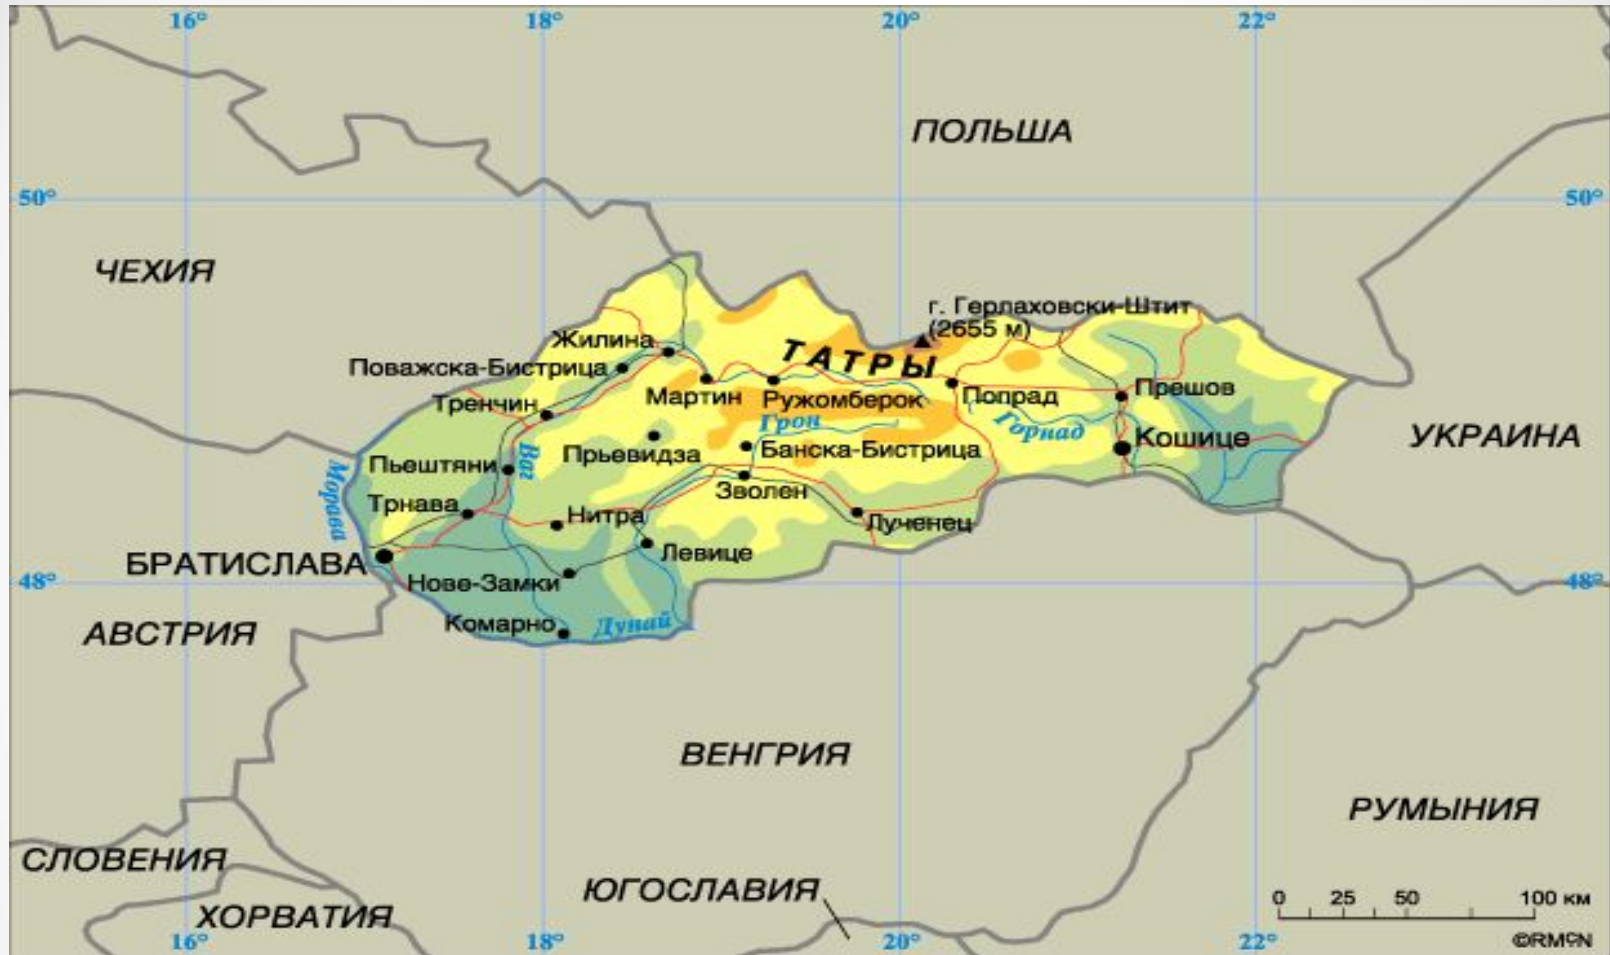 16° 18° 20° 22°
ПОЛЬША
50° 50°
ЧЕХИЯ
г. Герлаховски-Штит
(2655 м)
Жилина
ТАТРЫ
Поважска-Бистрица
Мартин
Ружомберок
Попрад
Прешов
Тренчин
Грон
Горнад
Кошице
УКРАИНА
Прьевидза
Банска-Бистрица
Пьештяни
Ваг
Морава
Зволен
Трнава
Нитра
Лученец
БРАТИСЛАВА
Левице
48° 48°
Нове-Замки
Комарно
Дунай
АВСТРИЯ
ВЕНГРИЯ
РУМЫНИЯ
СЛОВЕНИЯ
ЮГОСЛАВИЯ
ХОРВАТИЯ
0 25 50 100 км
16° 18° 20° 22°
©RMCN